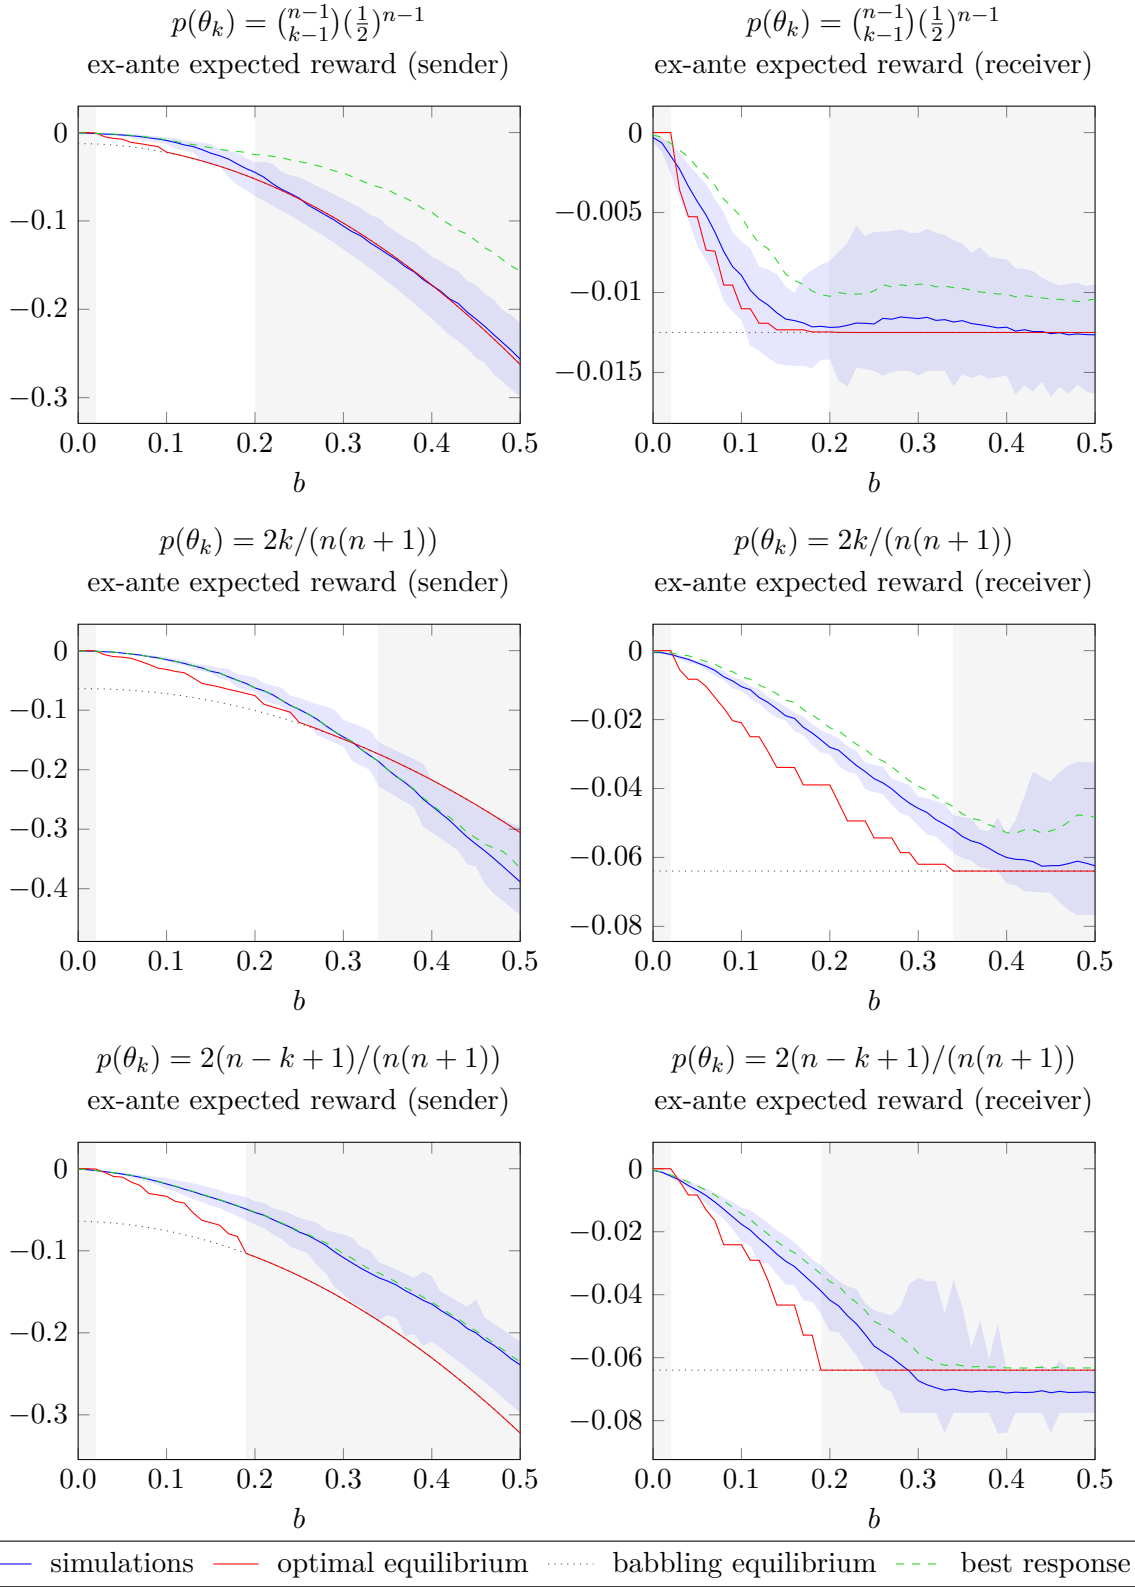 p(θ_k) = \binom{n-1}{k-1}(\frac{1}{2})^{n-1}
ex-ante expected reward (sender)
0
−0.1
−0.2
−0.3
0.0 0.1 0.2 0.3 0.4 0.5
b
p(θ_k) = \binom{n-1}{k-1}(\frac{1}{2})^{n-1}
ex-ante expected reward (receiver)
0
−0.005
−0.01
−0.015
0.0 0.1 0.2 0.3 0.4 0.5
b
p(θ_k) = 2k/(n(n + 1))
ex-ante expected reward (sender)
0
−0.1
−0.2
−0.3
−0.4
0.0 0.1 0.2 0.3 0.4 0.5
b
p(θ_k) = 2k/(n(n + 1))
ex-ante expected reward (receiver)
0
−0.02
−0.04
−0.06
−0.08
0.0 0.1 0.2 0.3 0.4 0.5
b
p(θ_k) = 2(n − k + 1)/(n(n + 1))
ex-ante expected reward (sender)
0
−0.1
−0.2
−0.3
0.0 0.1 0.2 0.3 0.4 0.5
b
p(θ_k) = 2(n − k + 1)/(n(n + 1))
ex-ante expected reward (receiver)
0
−0.02
−0.04
−0.06
−0.08
0.0 0.1 0.2 0.3 0.4 0.5
b
simulations optimal equilibrium babbling equilibrium best response